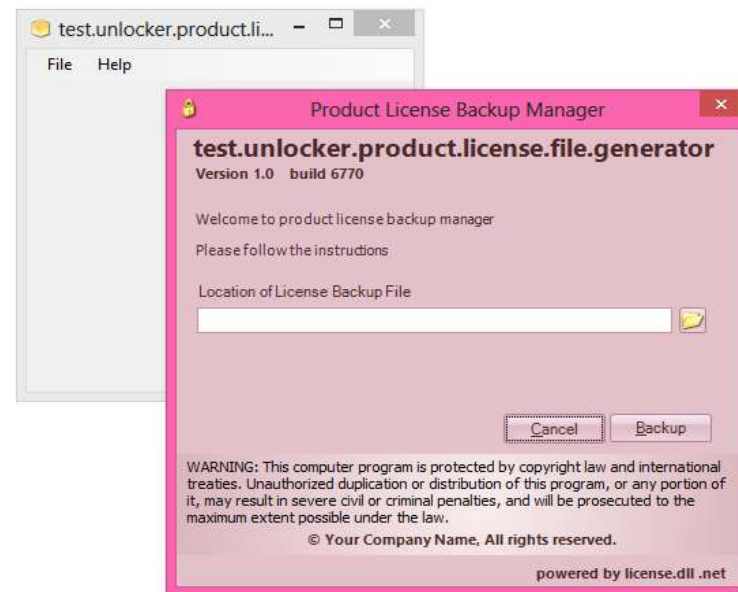 test.unlocker.product.li...
File Help
Product License Backup Manager
test.unlocker.product.license.file.generator
Version 1.0 build 6770
Welcome to product license backup manager
Please follow the instructions
Location of License Backup File
Cancel Backup
WARNING: This computer program is protected by copyright law and international
treaties. Unauthorized duplication or distribution of this program, or any portion of
it, may result in severe civil or criminal penalties, and will be prosecuted to the
maximum extent possible under the law.
© Your Company Name, All rights reserved.
powered by license.dll .net